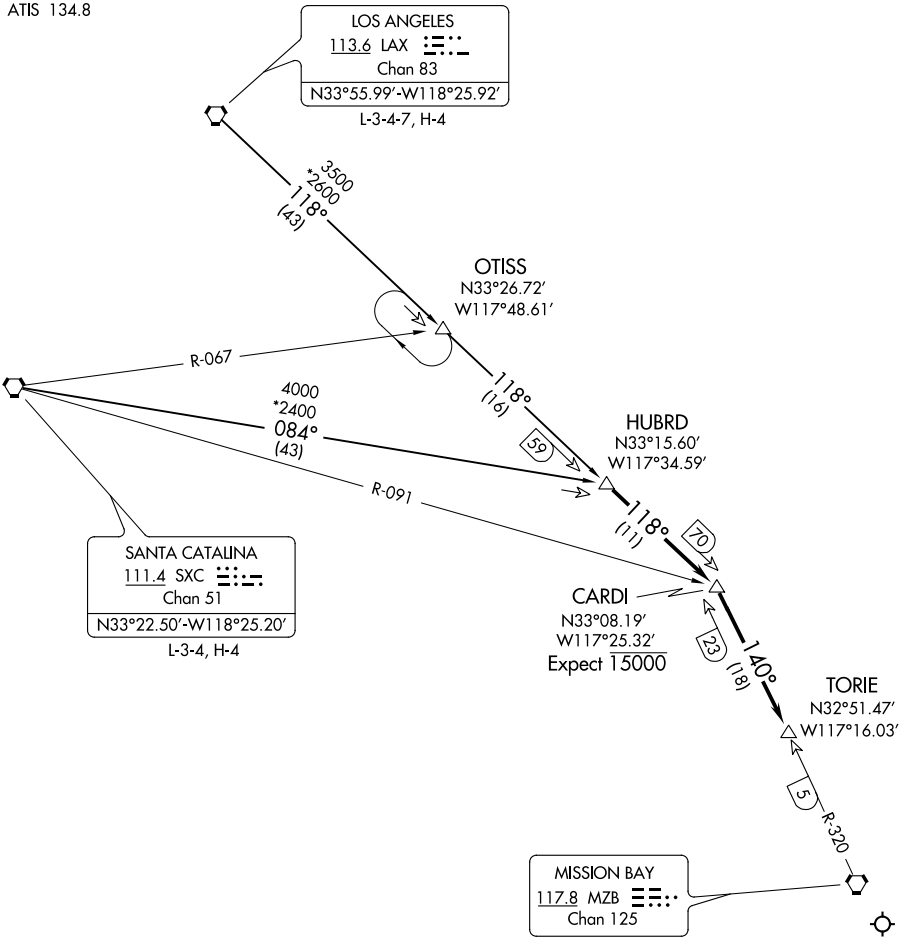 ATIS 134.8
LOS ANGELES
113.6 LAX
Chan 83
N33°55.99’-W118°25.92’
L-3-4-7, H-4
3500
*2600
118°
(43)
OTISS
N33°26.72’
W117°48.61’
R-067
118°
(16)
4000
*2400
084°
(43)
59
HUBRD
N33°15.60’
W117°34.59’
R-091
118°
(11)
70
SANTA CATALINA
111.4 SXC
Chan 51
N33°22.50’-W118°25.20’
L-3-4, H-4
CARDI
N33°08.19’
W117°25.32’
Expect 15000
23
140°
(18)
TORIE
N32°51.47’
W117°16.03’
5
R-320
MISSION BAY
117.8 MZB
Chan 125